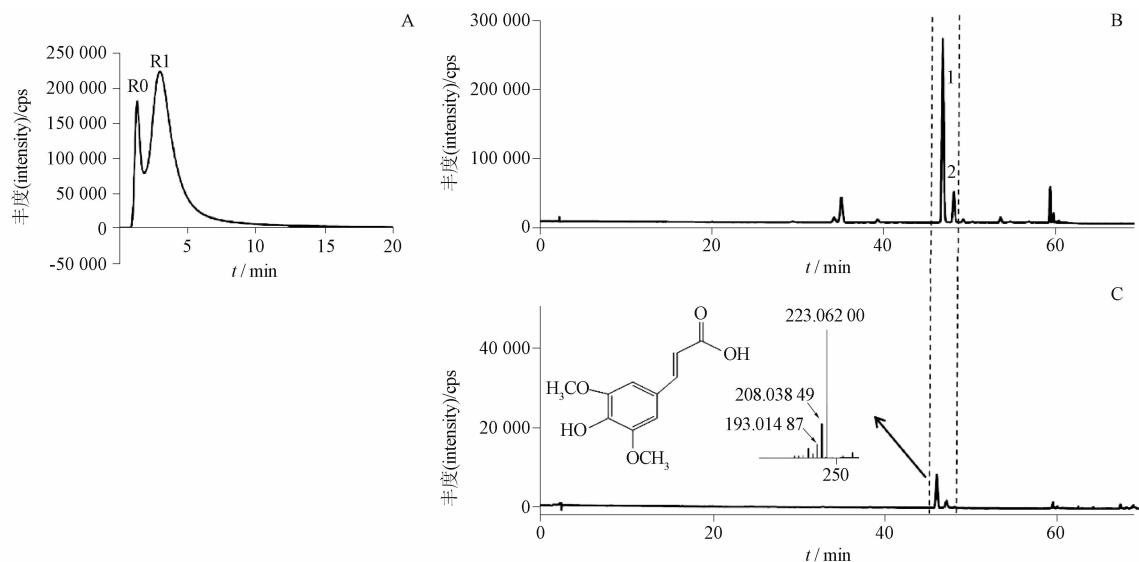 A
250 000
200 000
150 000
100 000
50 000
0
-50 000
丰度(intensity)/cps
R0
R1
5
10
15
20
t / min
B
300 000
200 000
100 000
0
丰度(intensity)/cps
1
2
0
20
40
60
t / min
C
40 000
20 000
0
丰度(intensity)/cps
O
OH
H3CO
HO
OCH3
223.062 00
208.038 49
193.014 87
250
0
20
40
60
t / min